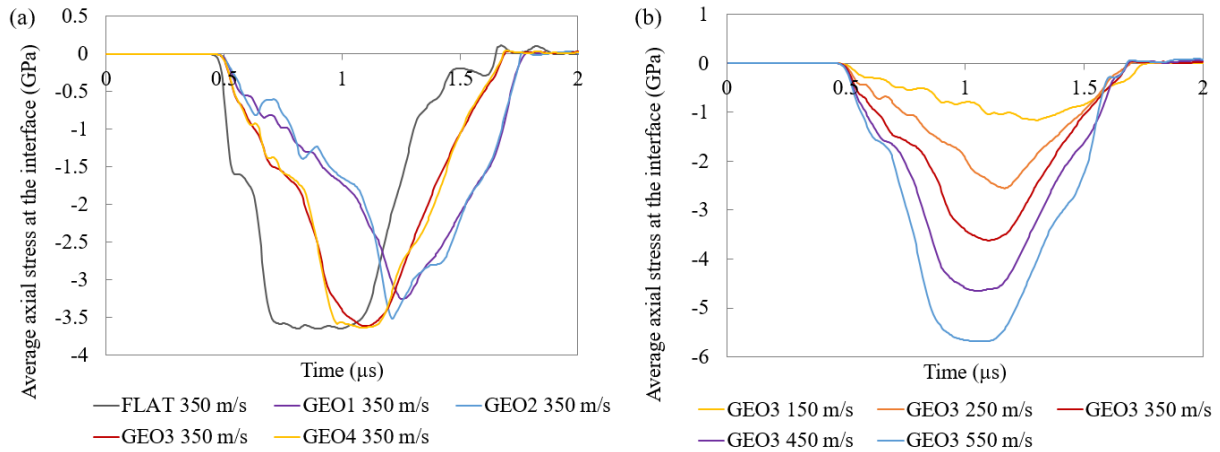 (a)
Average axial stress at the interface (GPa)
0.5
0
-0.5
-1
-1.5
-2
-2.5
-3
-3.5
-4
0
0.5
1
1.5
2
Time (µs)
FLAT 350 m/s
GEO1 350 m/s
GEO2 350 m/s
GEO3 350 m/s
GEO4 350 m/s
(b)
Average axial stress at the interface (GPa)
1
0
-1
-2
-3
-4
-5
-6
0
0.5
1
1.5
2
Time (µs)
GEO3 150 m/s
GEO3 250 m/s
GEO3 350 m/s
GEO3 450 m/s
GEO3 550 m/s